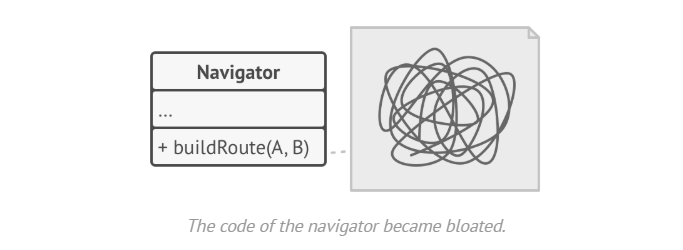 Navigator
...
+ buildRoute(A, B)
The code of the navigator became bloated.